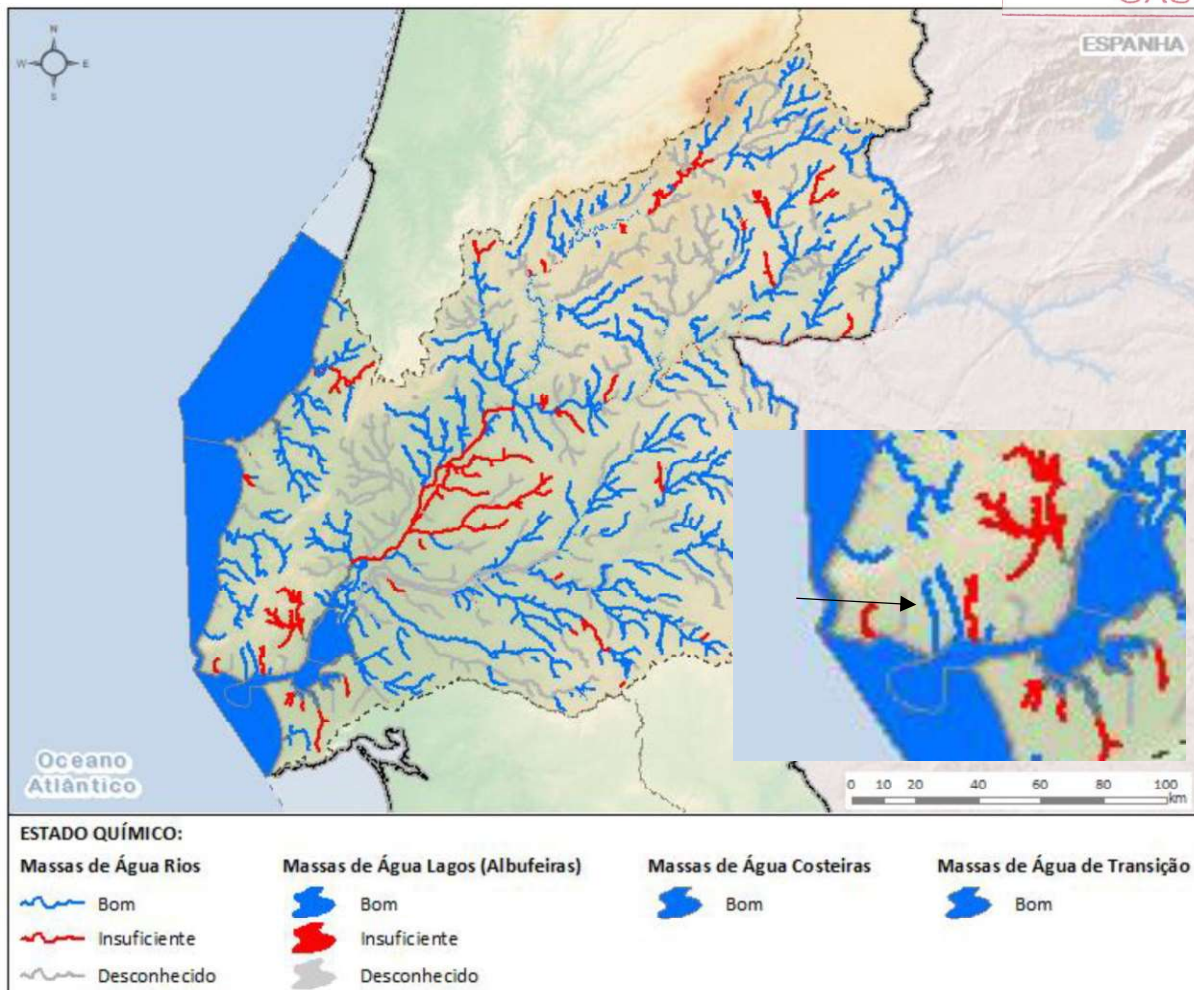 N
W E
S
ESPANHA
Oceano
Atlântico
0 10 20 40 60 80 100
km
ESTADO QUÍMICO:
Massas de Água Rios
Bom
Insuficiente
Desconhecido
Massas de Água Lagos (Albufeiras)
Bom
Insuficiente
Desconhecido
Massas de Água Costeiras
Bom
Massas de Água de Transição
Bom